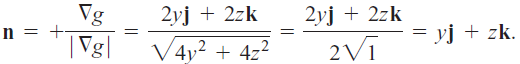 n = + ∇g / |∇g| = (2yj + 2zk) / √(4y² + 4z²) = (2yj + 2zk) / (2√1) = yj + zk.